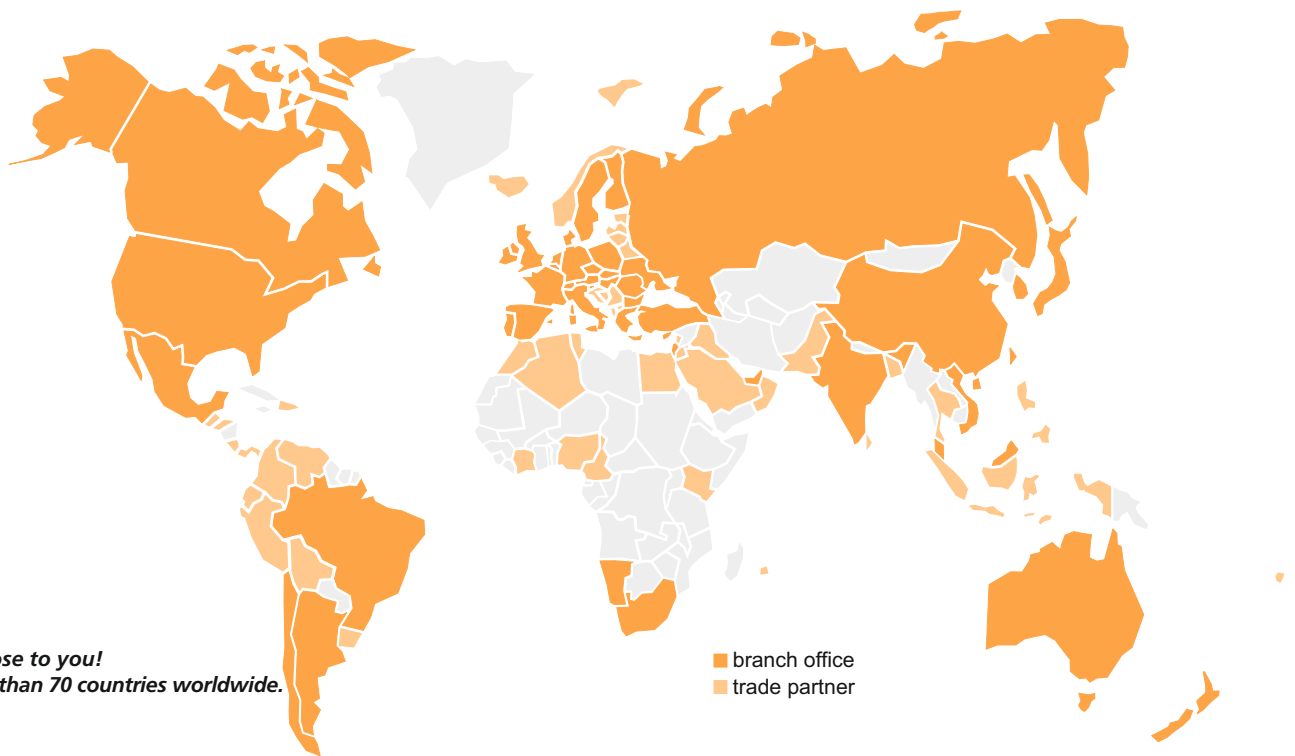 ose to you!
than 70 countries worldwide.
branch office
trade partner